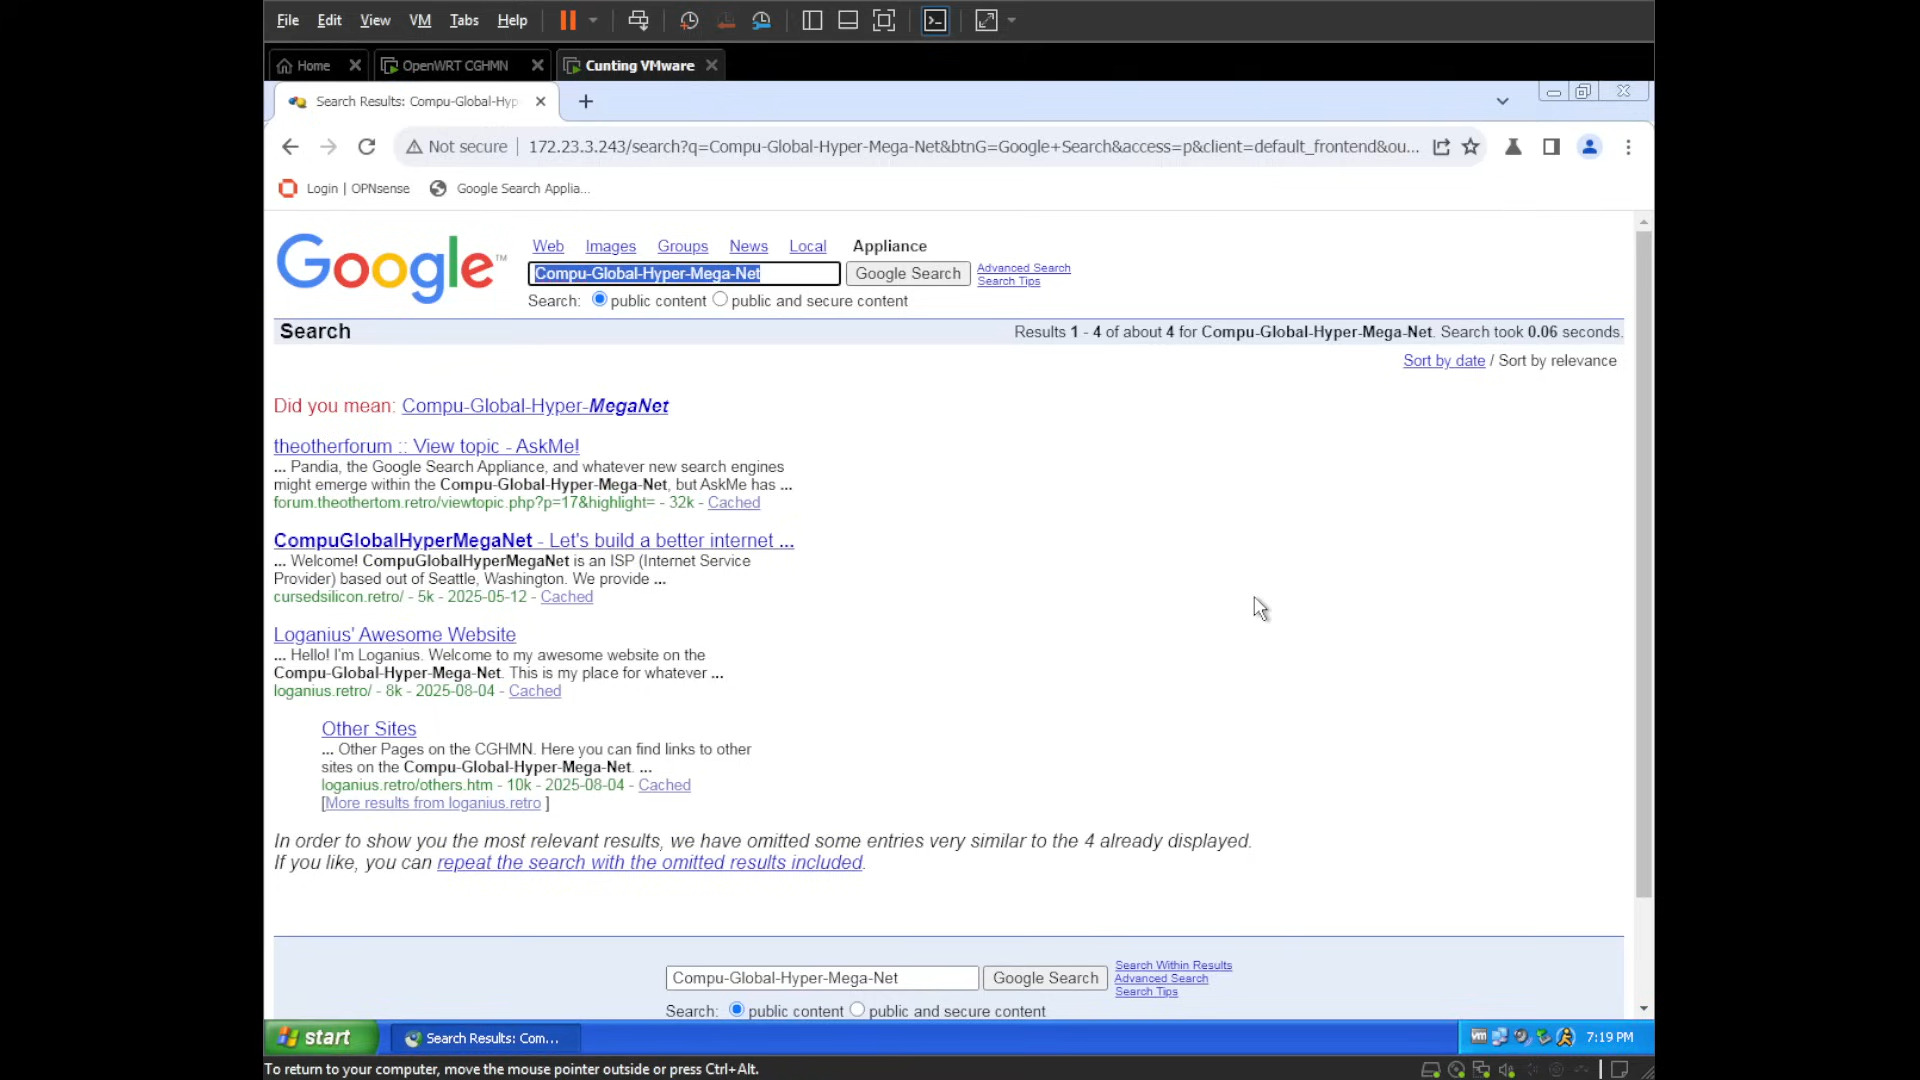 File Edit View VM Tabs Help
Home OpenWRT CGHMN Cunting VMware
Search Results: Compu-Global-Hyp
Not secure 172.23.3.243/search?q=Compu-Global-Hyper-Mega-Net&btnG=Google+Search&access=p&client=default_frontend&ou...
Login | OPNsense Google Search Applia...
Google™
Web Images Groups News Local Appliance
Compu-Global-Hyper-Mega-Net Google Search Advanced Search
Search Tips
Search: public content public and secure content
Search Results 1 - 4 of about 4 for Compu-Global-Hyper-Mega-Net. Search took 0.06 seconds.
Sort by date / Sort by relevance
Did you mean: Compu-Global-Hyper-MegaNet
theotherforum :: View topic - AskMe!
... Pandia, the Google Search Appliance, and whatever new search engines
might emerge within the Compu-Global-Hyper-Mega-Net, but AskMe has ...
forum.theothertom.retro/viewtopic.php?p=17&highlight= - 32k - Cached
CompuGlobalHyperMegaNet - Let's build a better internet ...
... Welcome! CompuGlobalHyperMegaNet is an ISP (Internet Service
Provider) based out of Seattle, Washington. We provide ...
cursedsilicon.retro/ - 5k - 2025-05-12 - Cached
Loganius' Awesome Website
... Hello! I'm Loganius. Welcome to my awesome website on the
Compu-Global-Hyper-Mega-Net. This is my place for whatever ...
loganius.retro/ - 8k - 2025-08-04 - Cached
Other Sites
... Other Pages on the CGHMN. Here you can find links to other
sites on the Compu-Global-Hyper-Mega-Net. ...
loganius.retro/others.htm - 10k - 2025-08-04 - Cached
[More results from loganius.retro ]
In order to show you the most relevant results, we have omitted some entries very similar to the 4 already displayed.
If you like, you can repeat the search with the omitted results included.
Compu-Global-Hyper-Mega-Net Google Search Search Within Results
Advanced Search
Search Tips
Search: public content public and secure content
start Search Results: Com... vm 7:19 PM
To return to your computer, move the mouse pointer outside or press Ctrl+Alt.